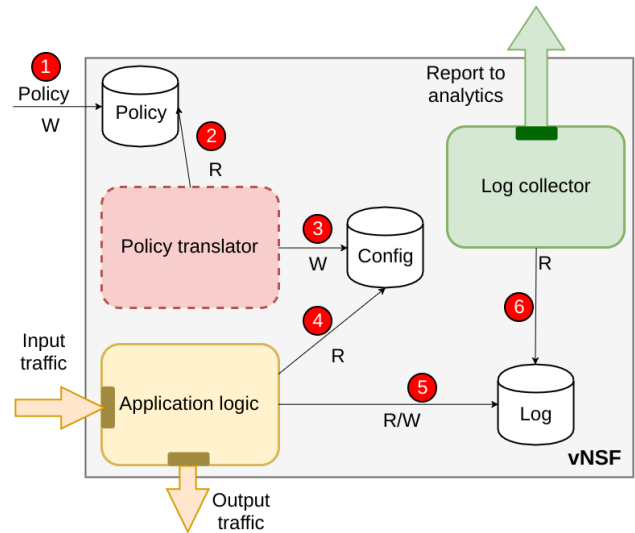 1
Policy
W
Policy
2
R
Report to
analytics
Log collector
Policy translator
3
W
Config
R
6
4
R
Input
traffic
Application logic
5
R/W
Log
vNSF
Output
traffic